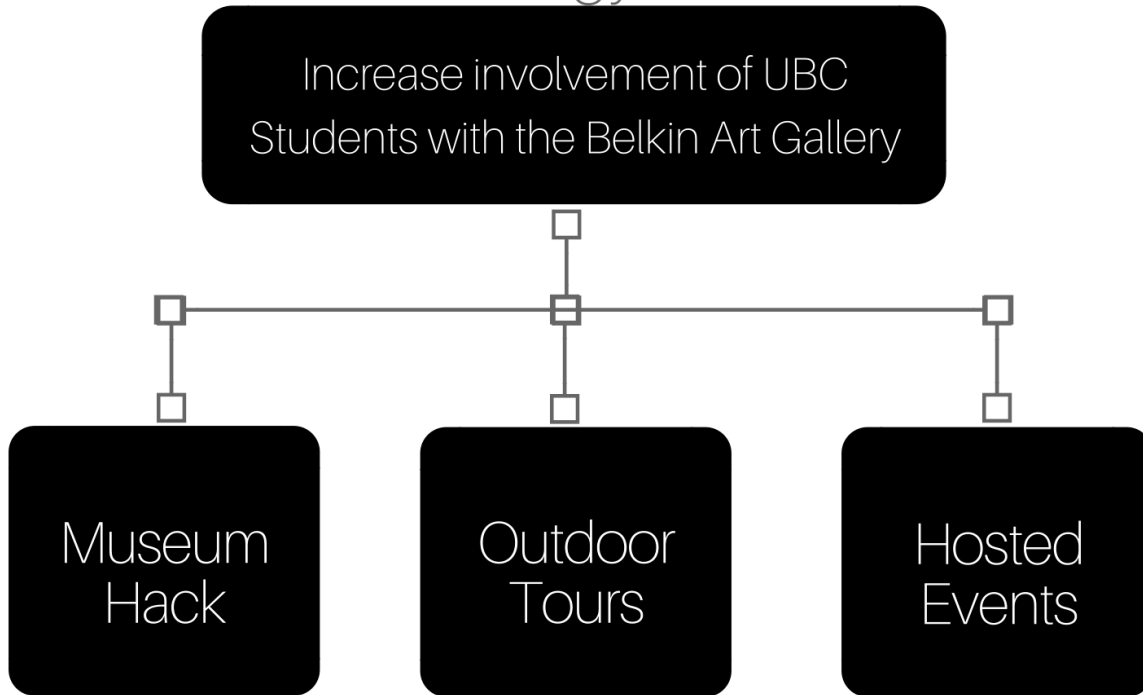 Increase involvement of UBC
Students with the Belkin Art Gallery
Museum
Hack
Outdoor
Tours
Hosted
Events